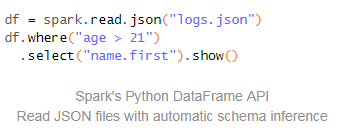 df = spark.read.json("logs.json")
df.where("age > 21")
  .select("name.first").show()
Spark's Python DataFrame API
Read JSON files with automatic schema inference